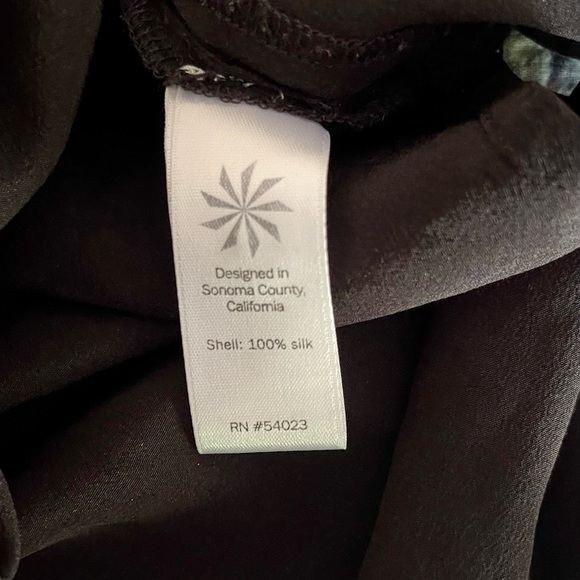 Designed in
Sonoma County,
California
Shell: 100% silk
RN #54023